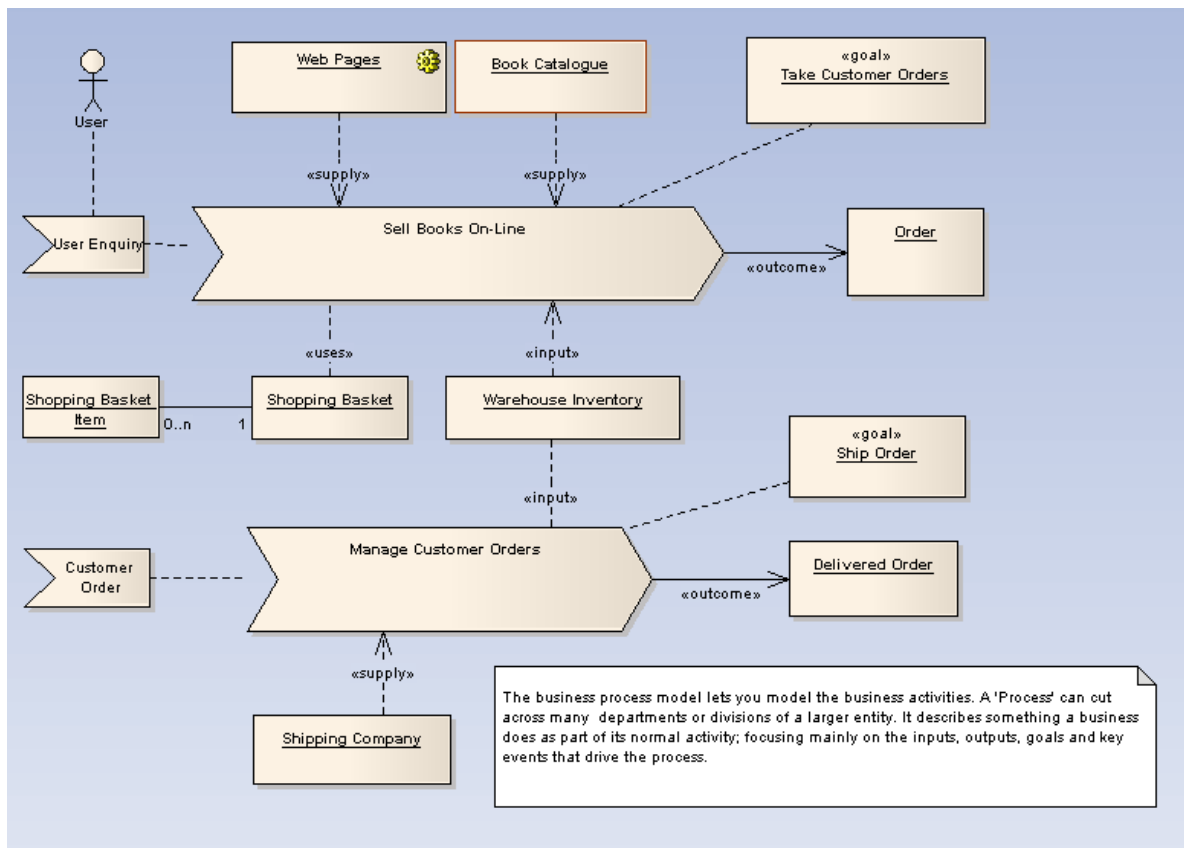 Web Pages
Book Catalogue
«goal»
Take Customer Orders
User
«supply»
«supply»
User Enquiry
Sell Books On-Line
Order
«outcome»
«uses»
«input»
Shopping Basket
Item
0..n
1
Shopping Basket
Warehouse Inventory
«goal»
Ship Order
«input»
Customer
Order
Manage Customer Orders
Delivered Order
«outcome»
«supply»
Shipping Company
The business process model lets you model the business activities. A 'Process' can cut
across many departments or divisions of a larger entity. It describes something a business
does as part of its normal activity; focusing mainly on the inputs, outputs, goals and key
events that drive the process.